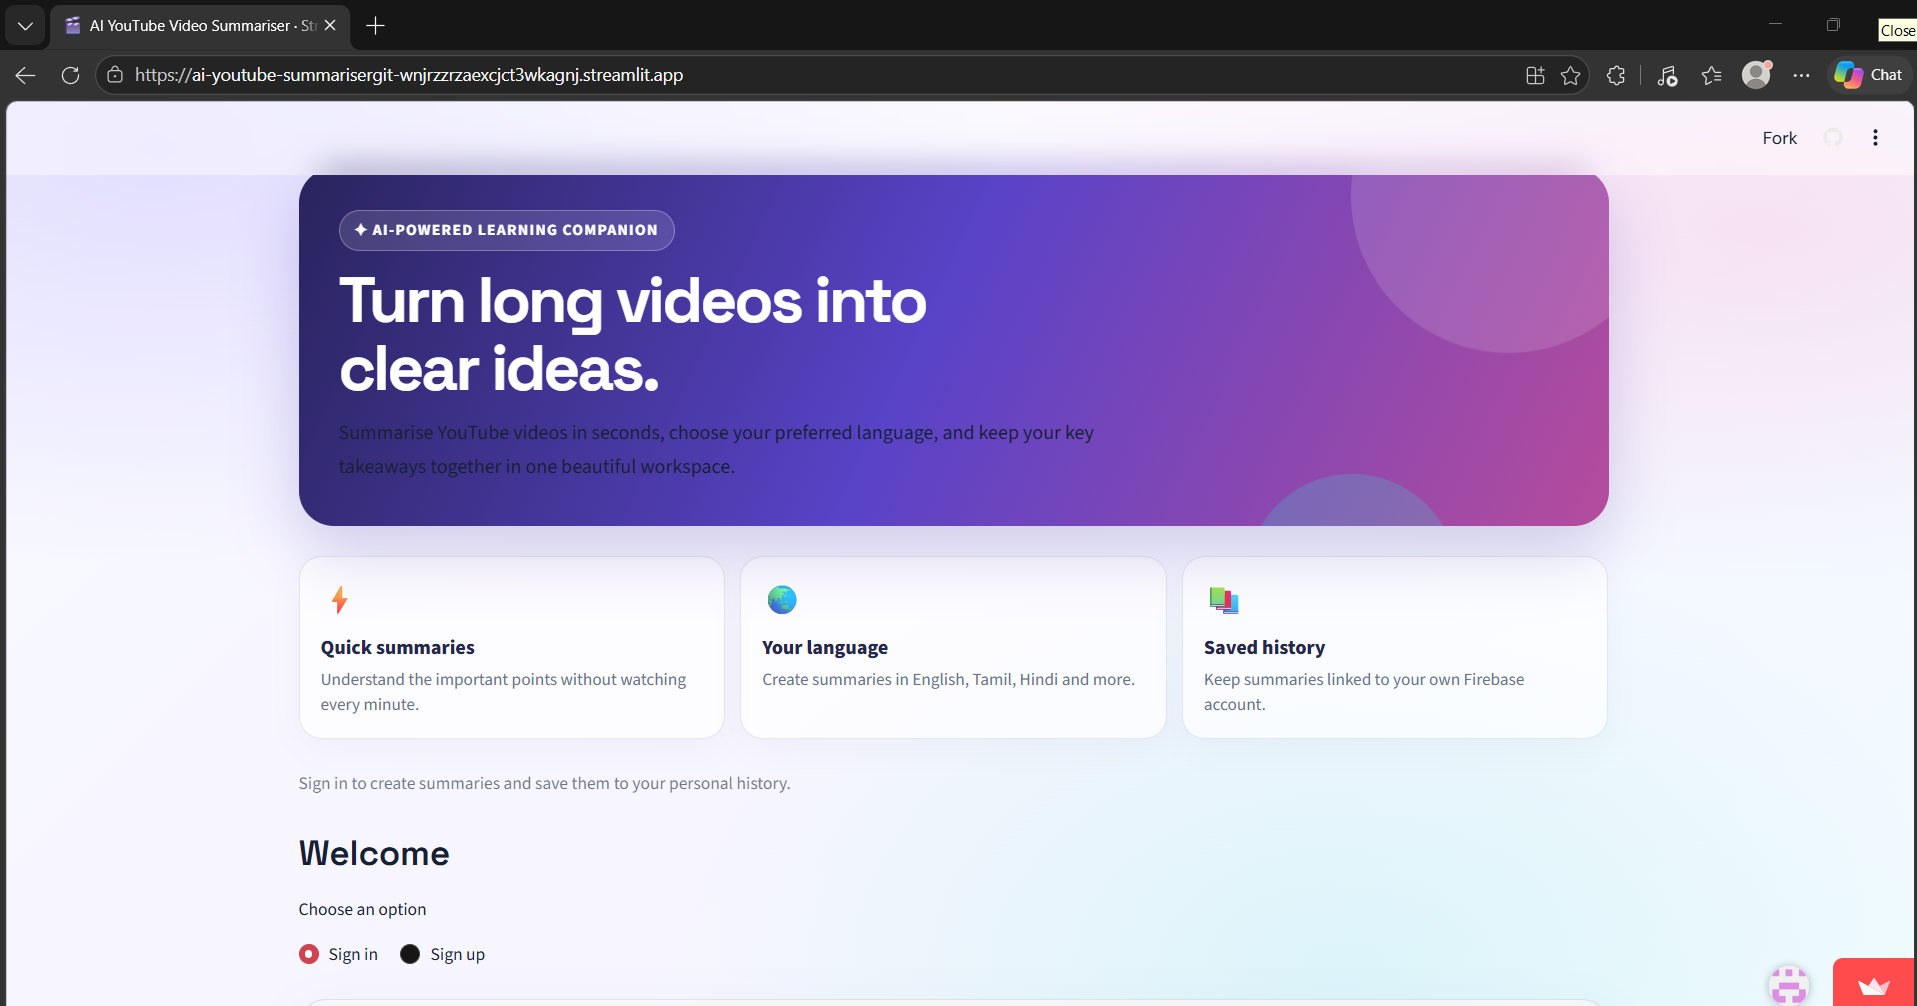 AI YouTube Video Summariser · Str
Close
https://ai-youtube-summarisergit-wnjrzzrzaexcjct3wkagnj.streamlit.app
Chat
Fork
✦ AI-POWERED LEARNING COMPANION
Turn long videos into
clear ideas.
Summarise YouTube videos in seconds, choose your preferred language, and keep your key
takeaways together in one beautiful workspace.
Quick summaries
Understand the important points without watching
every minute.
Your language
Create summaries in English, Tamil, Hindi and more.
Saved history
Keep summaries linked to your own Firebase
account.
Sign in to create summaries and save them to your personal history.
Welcome
Choose an option
Sign in
Sign up